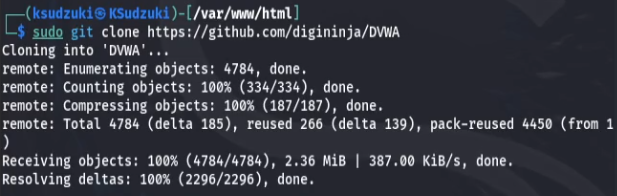 ┌──(ksudzuki㉿KSudzuki)-[/var/www/html]
└─$ sudo git clone https://github.com/digininja/DVWA
Cloning into 'DVWA'...
remote: Enumerating objects: 4784, done.
remote: Counting objects: 100% (334/334), done.
remote: Compressing objects: 100% (187/187), done.
remote: Total 4784 (delta 185), reused 266 (delta 139), pack-reused 4450 (from 1
)
Receiving objects: 100% (4784/4784), 2.36 MiB | 387.00 KiB/s, done.
Resolving deltas: 100% (2296/2296), done.